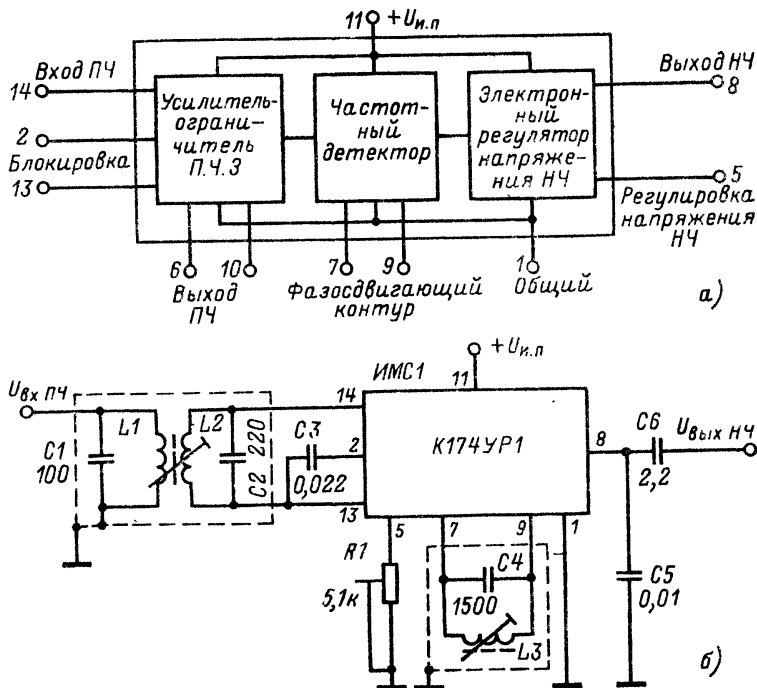 11 + Uи.п
Вход ПЧ
14
2
Блокировка
13
Усилитель-
ограни-
читель
П.Ч.З
Частот-
ный
детектор
Электрон-
ный
регулятор
напряже-
ния НЧ
Выход НЧ
8
5
Регулировка
напряжения
НЧ
6 10 7 9 1
Выход
ПЧ
Фазосдвигающий
контур
Общий
а)
+ Uи.п
ИМС1
11
Uвх ПЧ
C1
100
L1
L2
C2 220
C3
0,022
14
2
13
К174УР1
8
C6
2,2
Uвых НЧ
5 7 9 1
R1
5,1к
C4
1500
L3
C5
0,01
б)